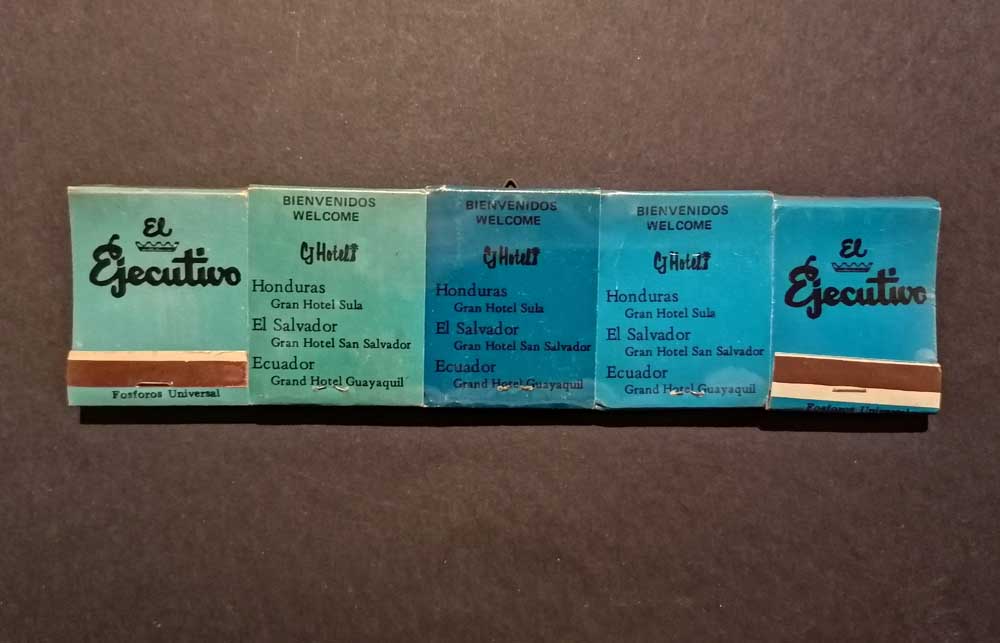 El
Ejecutivo
Fosforos Universal
BIENVENIDOS
WELCOME
CJ Hotels
Honduras
Gran Hotel Sula
El Salvador
Gran Hotel San Salvador
Ecuador
Grand Hotel Guayaquil
BIENVENIDOS
WELCOME
CJ Hotels
Honduras
Gran Hotel Sula
El Salvador
Gran Hotel San Salvador
Ecuador
Grand Hotel Guayaquil
BIENVENIDOS
WELCOME
CJ Hotels
Honduras
Gran Hotel Sula
El Salvador
Gran Hotel San Salvador
Ecuador
Grand Hotel Guayaquil
El
Ejecutivo
Fosforos Universal